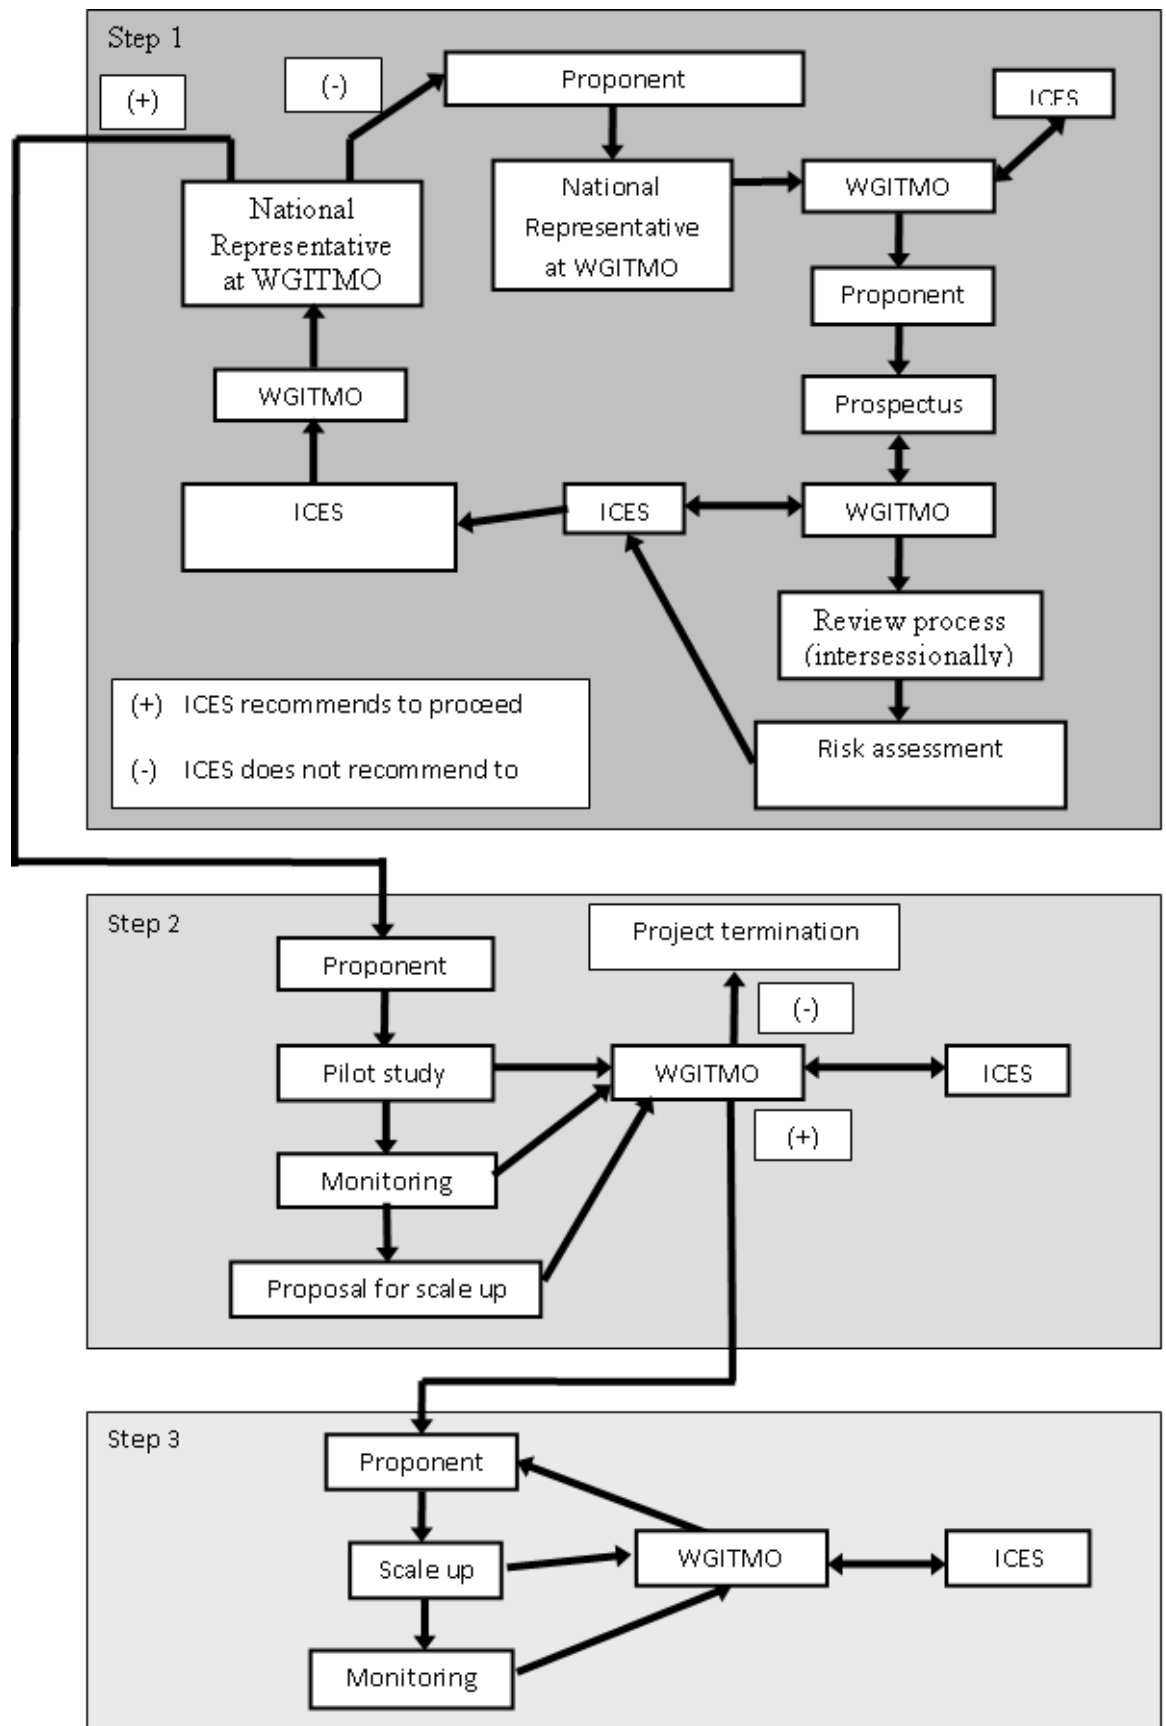 Step 1
(+)
(-)
Proponent
ICES
National
Representative
at WGITMO
National
Representative
at WGITMO
WGITMO
Proponent
WGITMO
Prospectus
ICES
ICES
WGITMO
Review process
(intersessionally)
(+) ICES recommends to proceed
(-) ICES does not recommend to
Risk assessment
Step 2
Project termination
Proponent
(-)
Pilot study
WGITMO
ICES
(+)
Monitoring
Proposal for scale up
Step 3
Proponent
WGITMO
ICES
Scale up
Monitoring